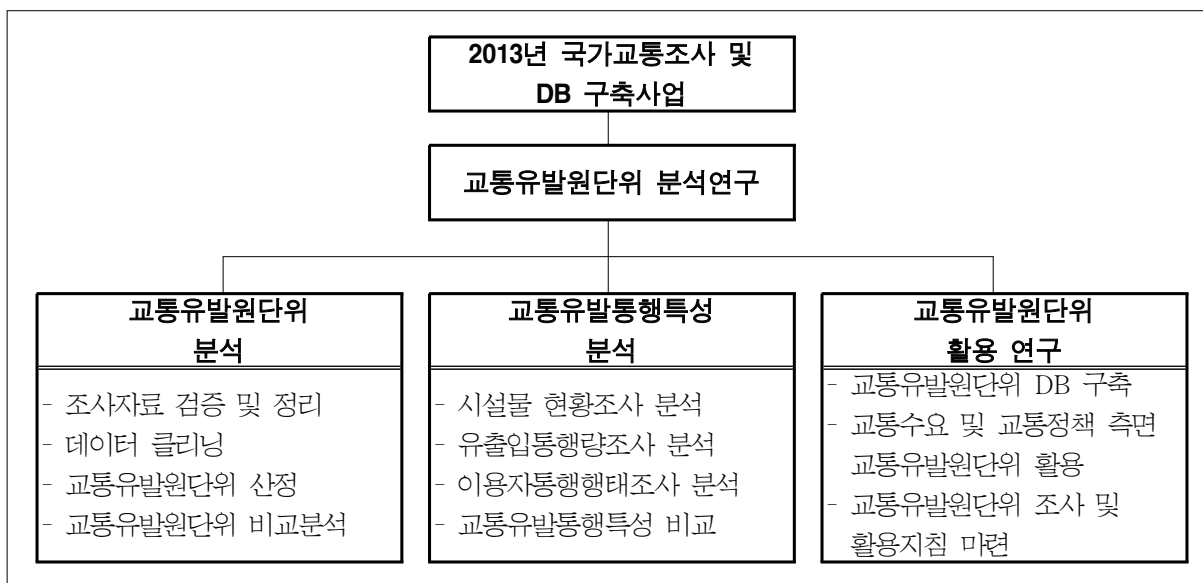 2013년 국가교통조사 및
DB 구축사업
교통유발원단위 분석연구
교통유발원단위
분석
- 조사자료 검증 및 정리
- 데이터 클리닝
- 교통유발원단위 산정
- 교통유발원단위 비교분석
교통유발통행특성
분석
- 시설물 현황조사 분석
- 유출입통행량조사 분석
- 이용자통행행태조사 분석
- 교통유발통행특성 비교
교통유발원단위
활용 연구
- 교통유발원단위 DB 구축
- 교통수요 및 교통정책 측면
교통유발원단위 활용
- 교통유발원단위 조사 및
활용지침 마련